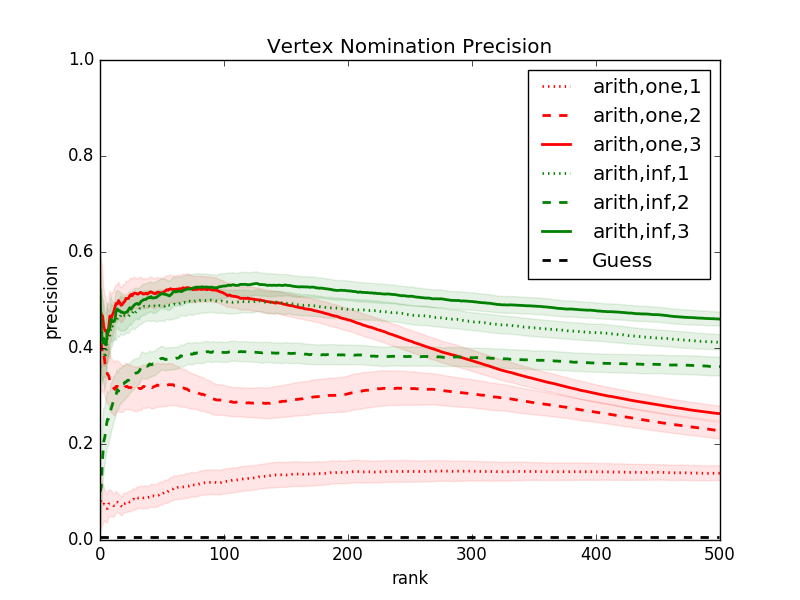 Vertex Nomination Precision
1.0
0.8
0.6
0.4
0.2
0.0
precision
arith,one,1
arith,one,2
arith,one,3
arith,inf,1
arith,inf,2
arith,inf,3
Guess
0 100 200 300 400 500
rank